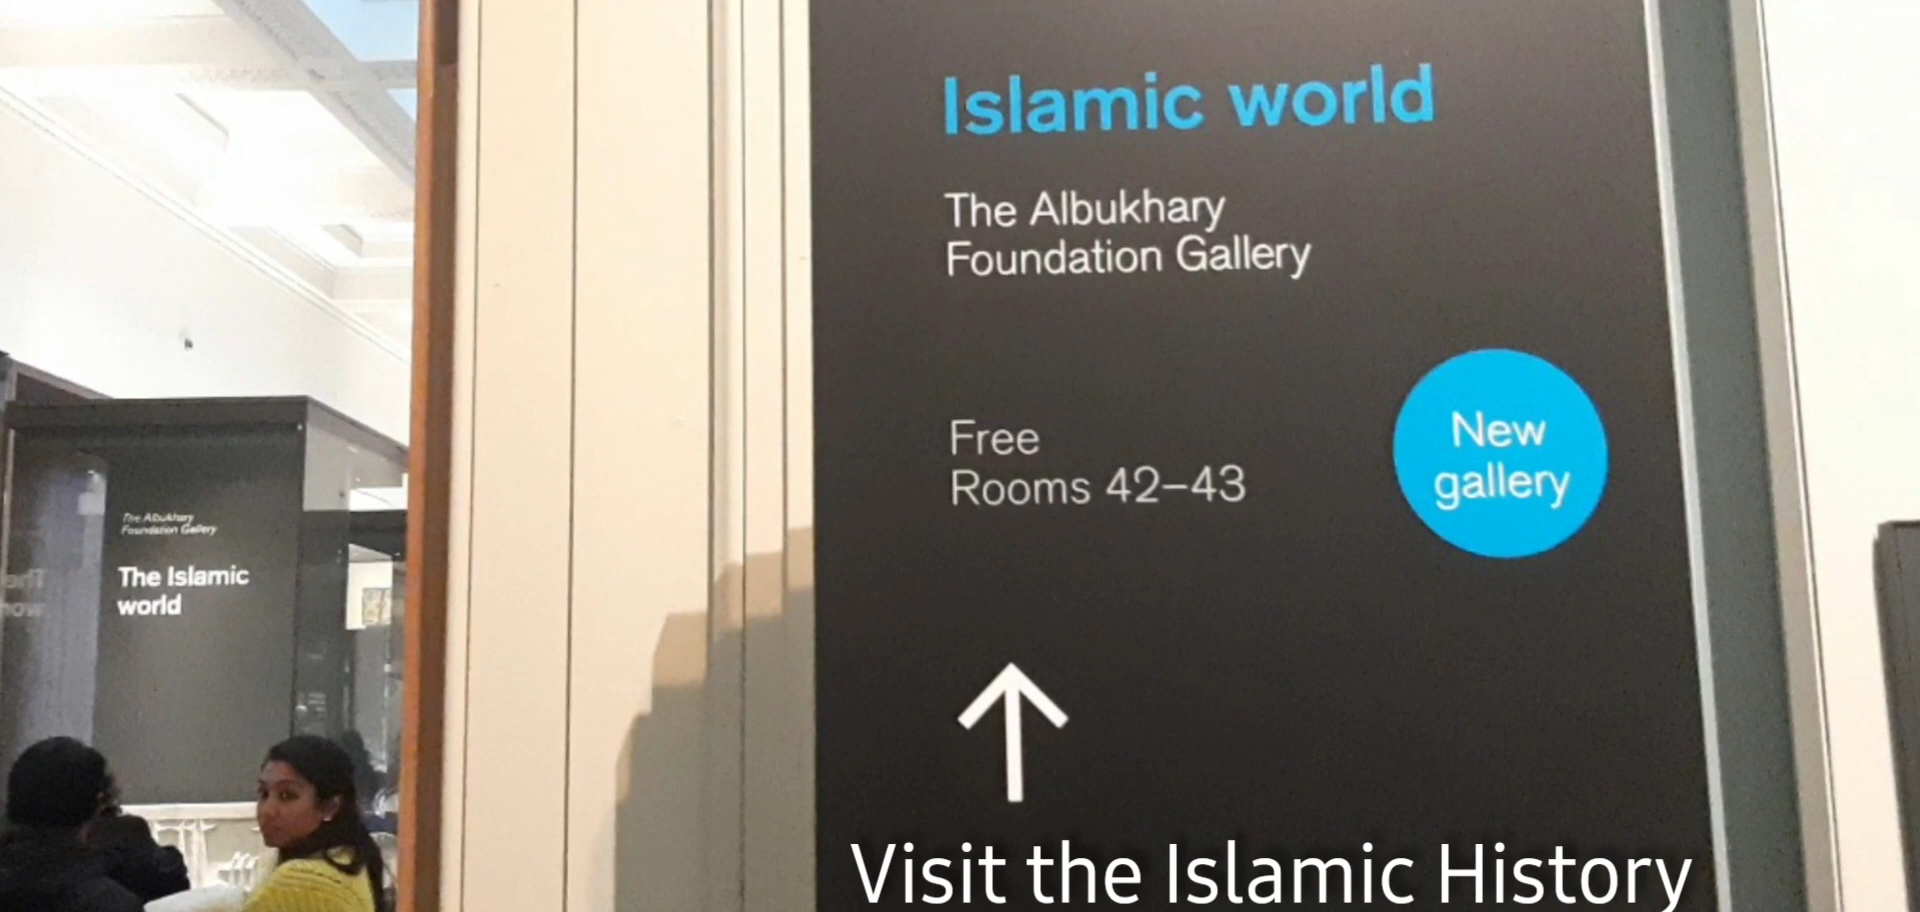 Islamic world
The Albukhary
Foundation Gallery
Free
Rooms 42–43
New
gallery
The Albukhary
Foundation Gallery
The Islamic
world
Visit the Islamic History